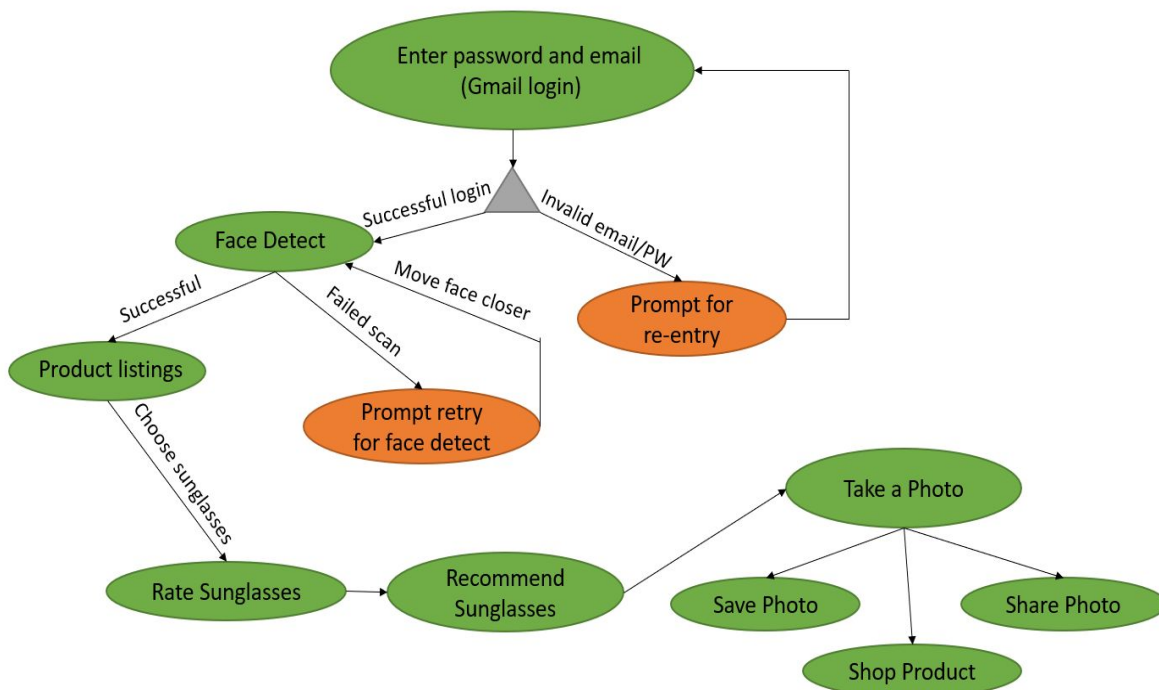 Enter password and email
(Gmail login)
Successful login
Invalid email/PW
Face Detect
Move face closer
Successful
Failed scan
Prompt for
re-entry
Product listings
Prompt retry
for face detect
Choose sunglasses
Take a Photo
Rate Sunglasses
Recommend
Sunglasses
Save Photo
Share Photo
Shop Product